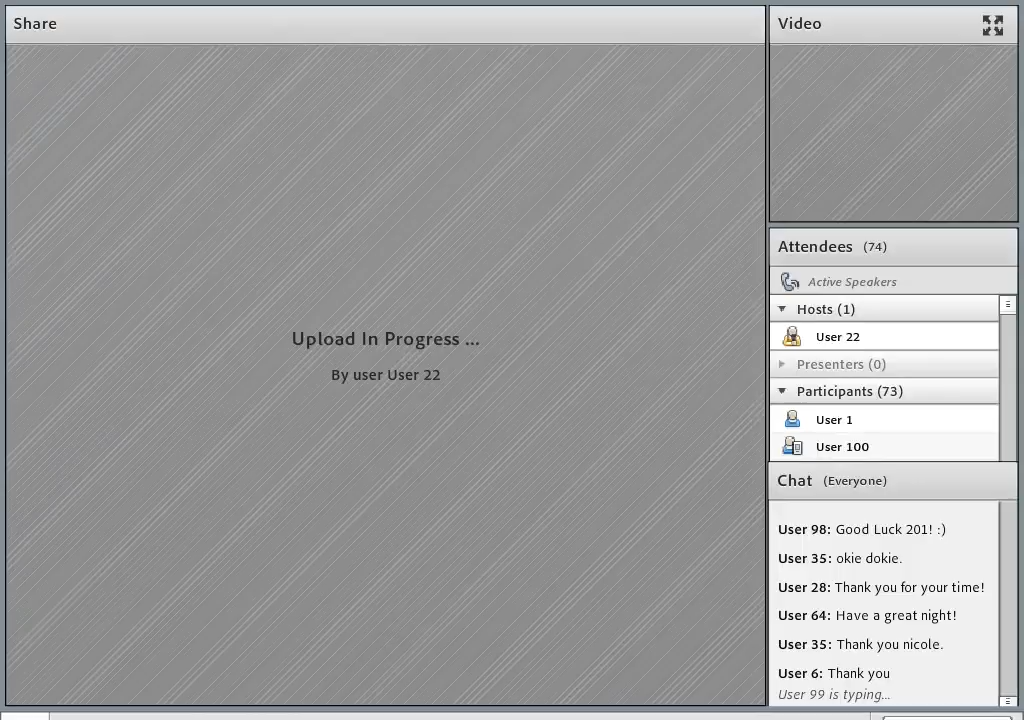 Share
Upload In Progress ...
By user User 22
Video
Attendees (74)
Active Speakers
Hosts (1)
User 22
Presenters (0)
Participants (73)
User 1
User 100
Chat (Everyone)
User 98: Good Luck 201! :)
User 35: okie dokie.
User 28: Thank you for your time!
User 64: Have a great night!
User 35: Thank you nicole.
User 6: Thank you
User 99 is typing...